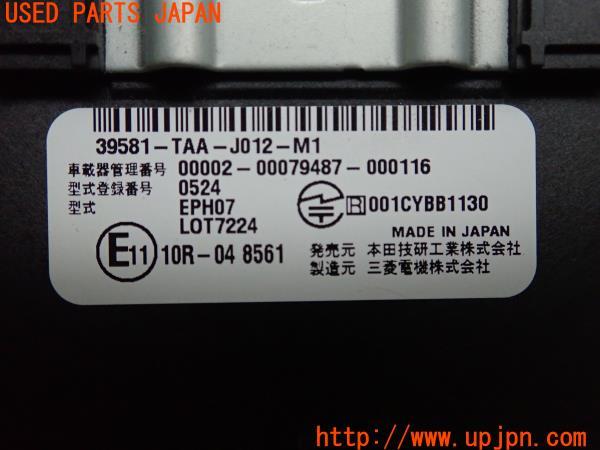 USED PARTS JAPAN
39581-TAA-J012-M1
車載器管理番号 00002-00079487-000116
型式登録番号 0524
型式 EPH07
LOT7224
R 001CYBB1130
MADE IN JAPAN
E11 10R-04 8561
発売元 本田技研工業株式会社
製造元 三菱電機株式会社
UPJ
http://www.upjpn.com